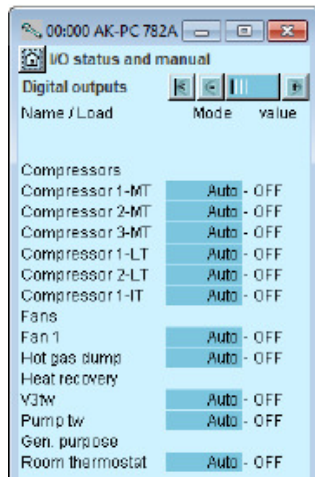 00:000 AK-PC 782A
I/O status and manual
Digital outputs
Name / Load Mode value
Compressors
Compressor 1-MT Auto - OFF
Compressor 2-MT Auto - OFF
Compressor 3-MT Auto - OFF
Compressor 1-LT Auto - OFF
Compressor 2-LT Auto - OFF
Compressor 1-IT Auto - OFF
Fans
Fan 1 Auto - OFF
Hot gas dump Auto - OFF
Heat recovery
V3tw Auto - OFF
Pump tw Auto - OFF
Gen. purpose
Room thermostat Auto - OFF